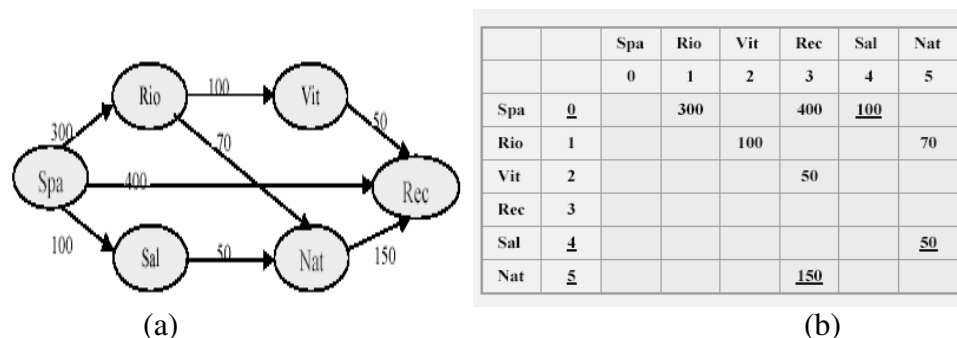 Rio
100
Vit
300
70
50
Spa
400
Rec
100
Sal
50
Nat
150
(a)
Spa Rio Vit Rec Sal Nat
0 1 2 3 4 5
Spa 0 300 400 100
Rio 1 100 70
Vit 2 50
Rec 3
Sal 4 50
Nat 5 150
(b)